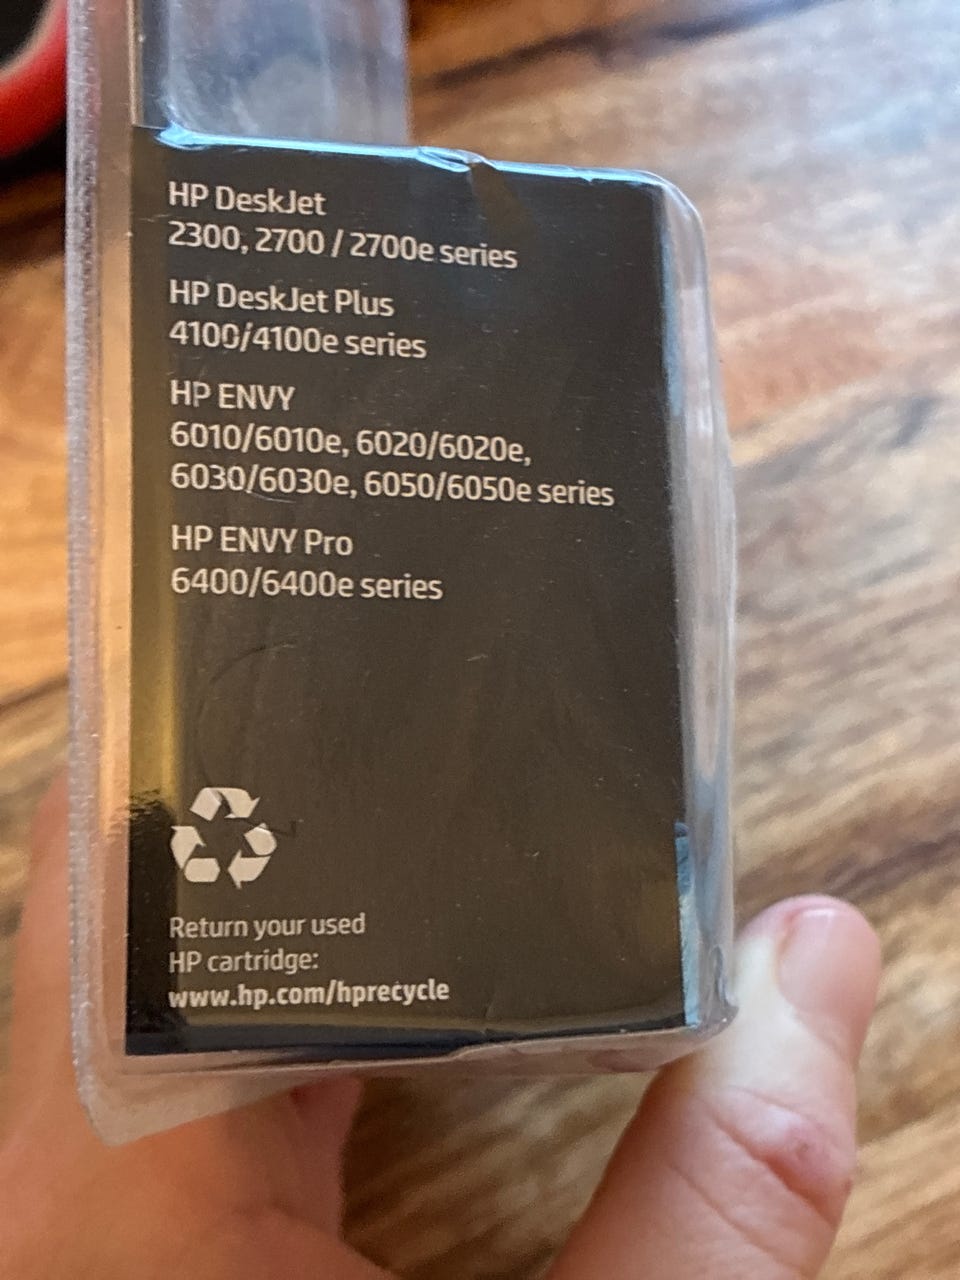 HP DeskJet
2300, 2700 / 2700e series
HP DeskJet Plus
4100/4100e series
HP ENVY
6010/6010e, 6020/6020e,
6030/6030e, 6050/6050e series
HP ENVY Pro
6400/6400e series
Return your used
HP cartridge:
www.hp.com/hprecycle